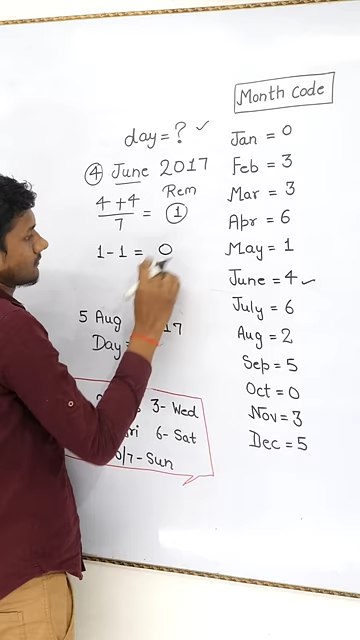 Month Code
day = ? ✓
4 June 2017
4 + 4
7
= 1
Rem
1 - 1 = 0
5 Aug 17
Day
3 - Wed
6 - Sat
0/7 - Sun
Jan = 0
Feb = 3
Mar = 3
Apr = 6
May = 1
June = 4 ✓
July = 6
Aug = 2
Sep = 5
Oct = 0
Nov = 3
Dec = 5